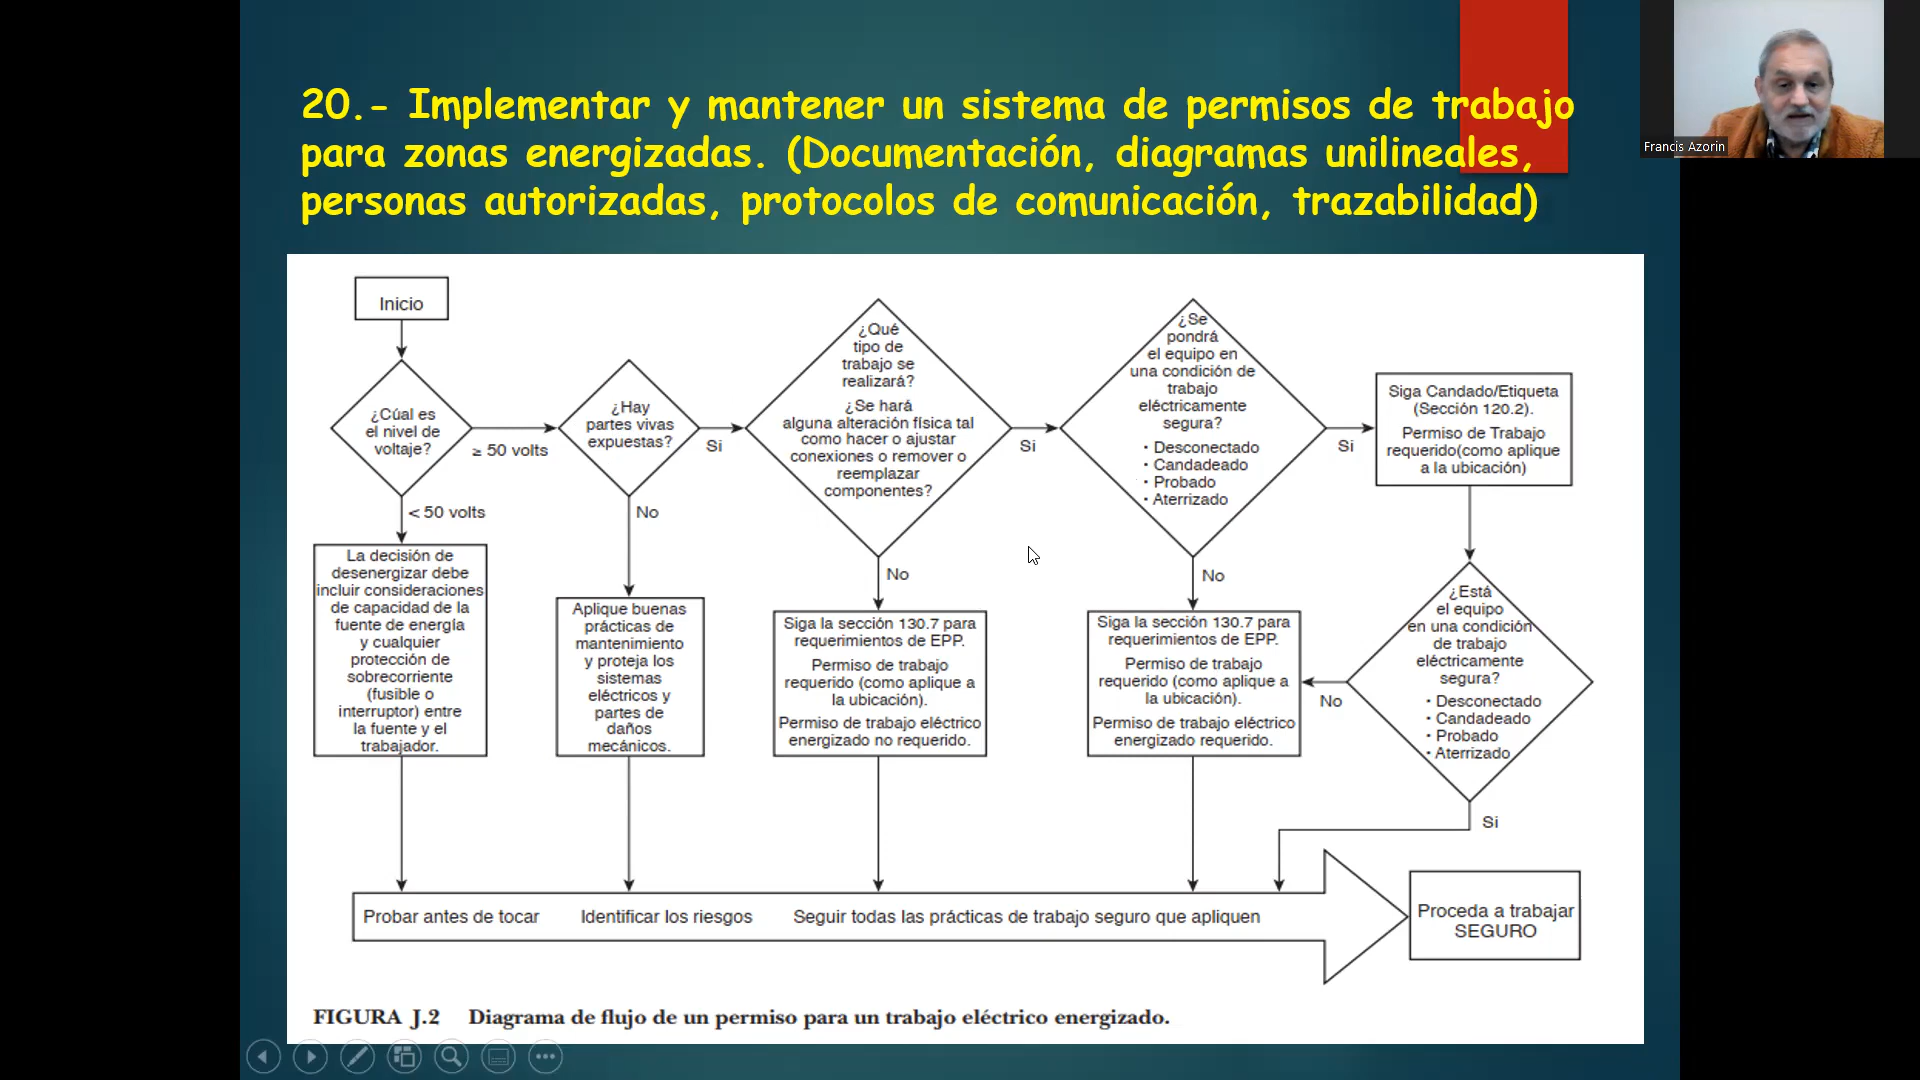 20.- Implementar y mantener un sistema de permisos de trabajo
para zonas energizadas. (Documentación, diagramas unilineales,
personas autorizadas, protocolos de comunicación, trazabilidad)
Francis Azorin
Inicio
¿Cúal es
el nivel de
voltaje?
≥ 50 volts
< 50 volts
La decisión de
desenergizar debe
incluir consideraciones
de capacidad de la
fuente de energía
y cualquier
protección de
sobrecorriente
(fusible o
interruptor) entre
la fuente y el
trabajador.
¿Hay
partes vivas
expuestas?
Si
No
Aplique buenas
prácticas de
mantenimiento
y proteja los
sistemas
eléctricos y
partes de
daños
mecánicos.
¿Qué
tipo de
trabajo se
realizará?
¿Se hará
alguna alteración física tal
como hacer o ajustar
conexiones o remover o
reemplazar
componentes?
Si
No
Siga la sección 130.7 para
requerimientos de EPP.
Permiso de trabajo
requerido (como aplique a
la ubicación).
Permiso de trabajo eléctrico
energizado no requerido.
¿Se
pondrá
el equipo en
una condición de
trabajo
eléctricamente
segura?
• Desconectado
• Candadeado
• Probado
• Aterrizado
Si
No
Siga la sección 130.7 para
requerimientos de EPP.
Permiso de trabajo
requerido (como aplique a
la ubicación).
Permiso de trabajo eléctrico
energizado requerido.
Siga Candado/Etiqueta
(Sección 120.2).
Permiso de Trabajo
requerido(como aplique
a la ubicación)
¿Está
el equipo
en una condición
de trabajo
eléctricamente
segura?
• Desconectado
• Candadeado
• Probado
• Aterrizado
No
Si
Probar antes de tocar Identificar los riesgos Seguir todas las prácticas de trabajo seguro que apliquen
Proceda a trabajar
SEGURO
FIGURA J.2 Diagrama de flujo de un permiso para un trabajo eléctrico energizado.